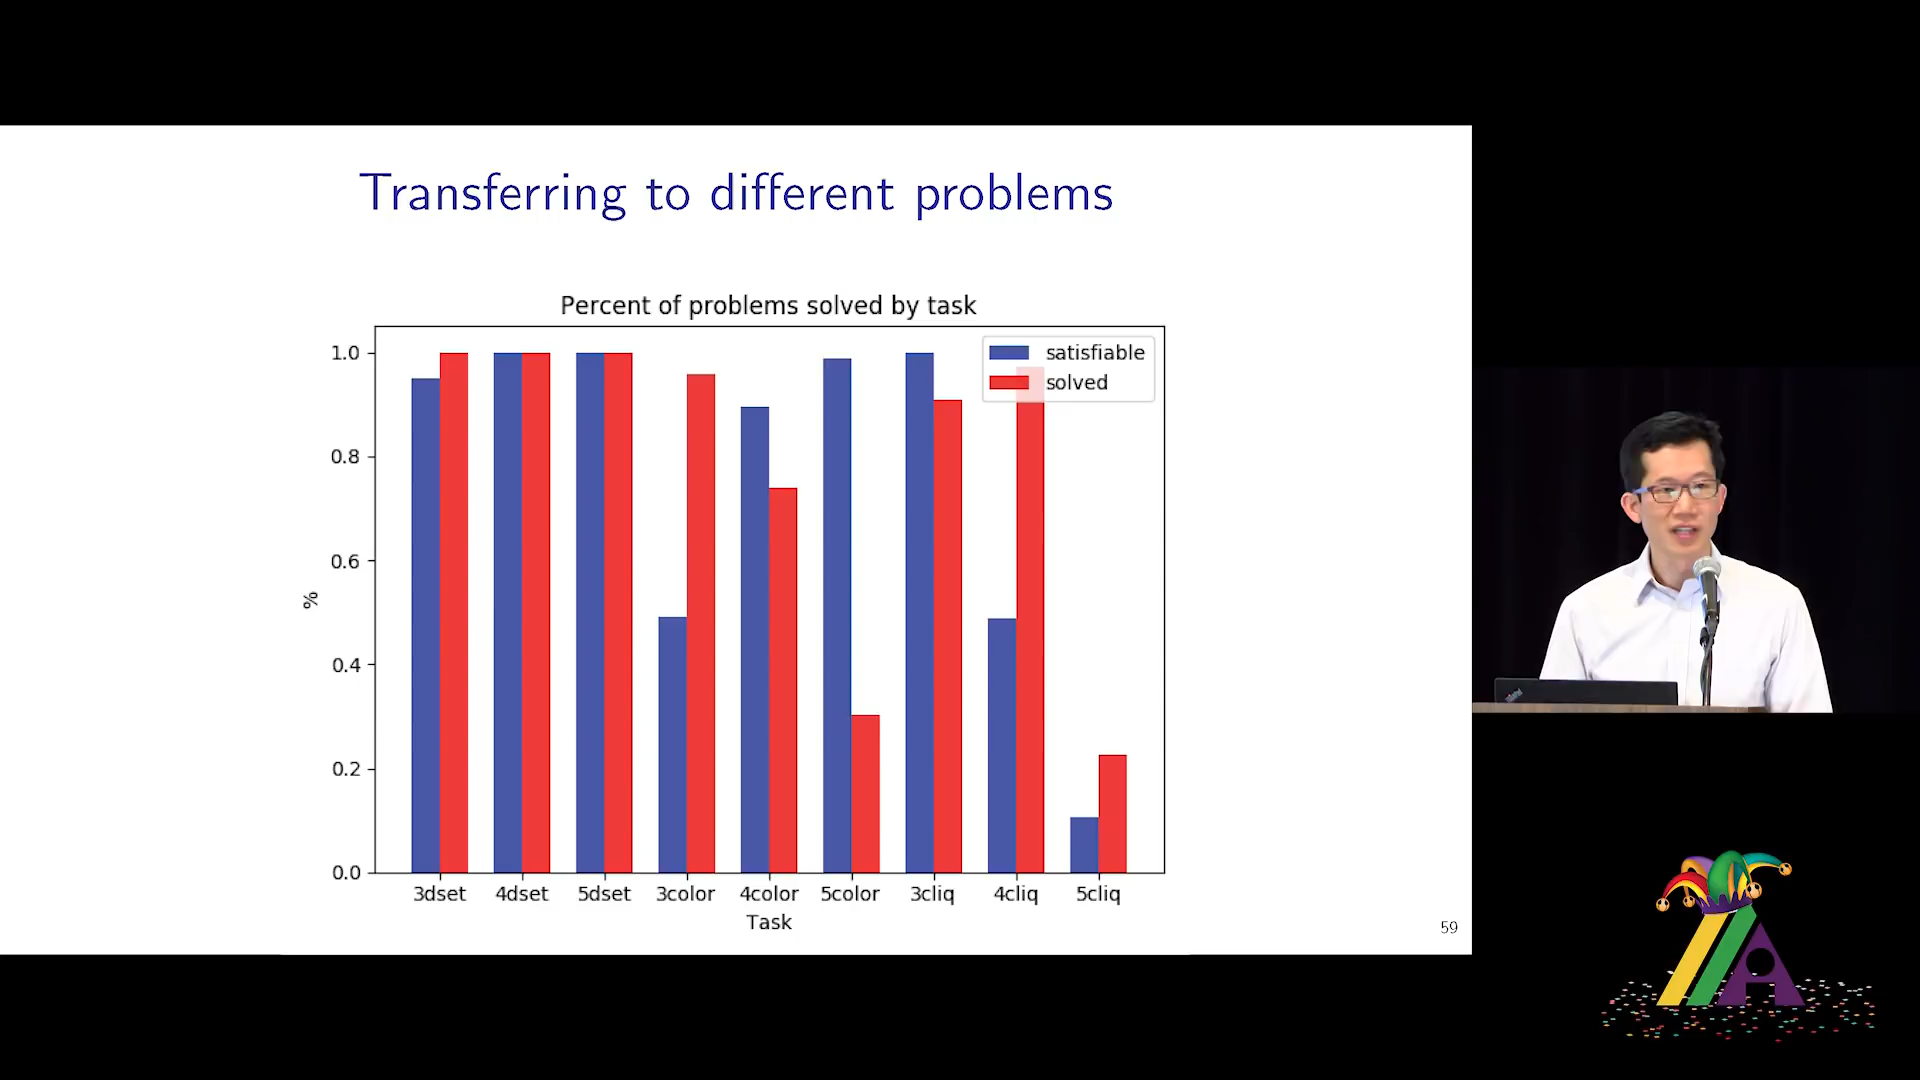 Transferring to different problems
Percent of problems solved by task
satisfiable
solved
1.0
0.8
0.6
0.4
0.2
0.0
%
3dset 4dset 5dset 3color 4color 5color 3cliq 4cliq 5cliq
Task
59